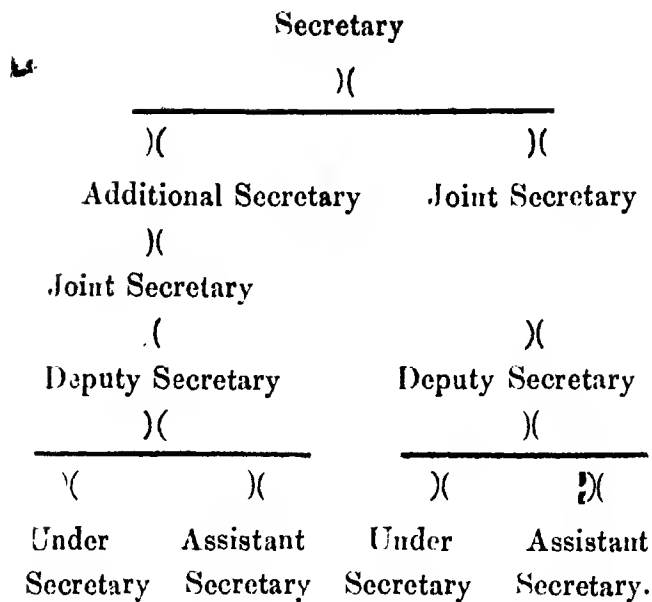 Secretary
)(
)( )(
Additional Secretary Joint Secretary
)(
Joint Secretary
( )(
Deputy Secretary Deputy Secretary
)( )(
)( )( )( )(
Under Assistant Under Assistant
Secretary Secretary Secretary Secretary.